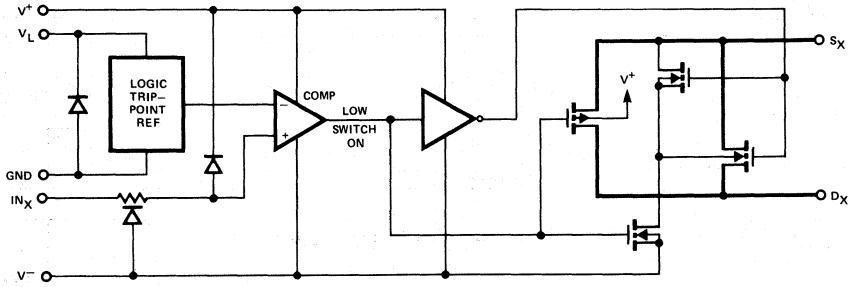 V+
VL
LOGIC
TRIP–
POINT
REF
GND
INX
V–
COMP
–
+
LOW
SWITCH
ON
V+
SX
DX